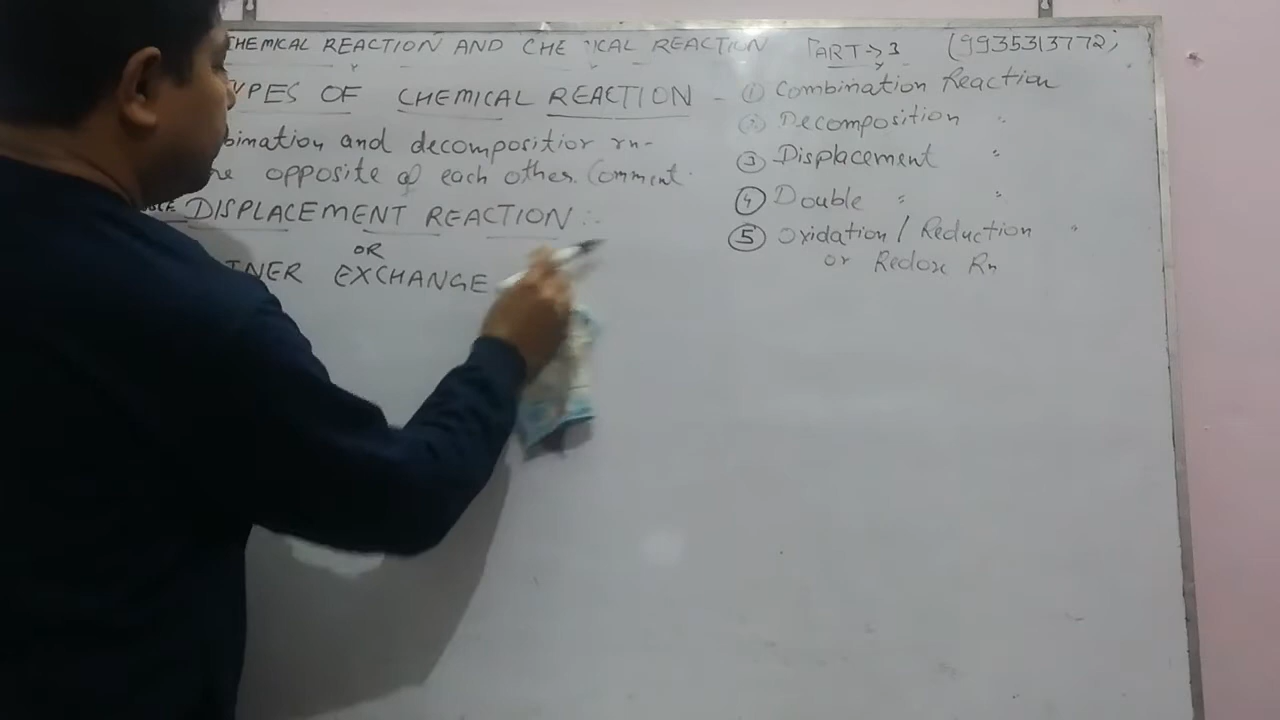 CHEMICAL REACTION AND CHE ICAL REACTION PART → 3 (9935313772)
TYPES OF CHEMICAL REACTION - ① Combination Reaction
② Decomposition "
bination and decomposition rn-
③ Displacement "
opposite of each other. Comment.
④ Double " "
DISPLACEMENT REACTION :-
⑤ Oxidation / Reduction "
OR
or Redox Rn
TNER EXCHANGE